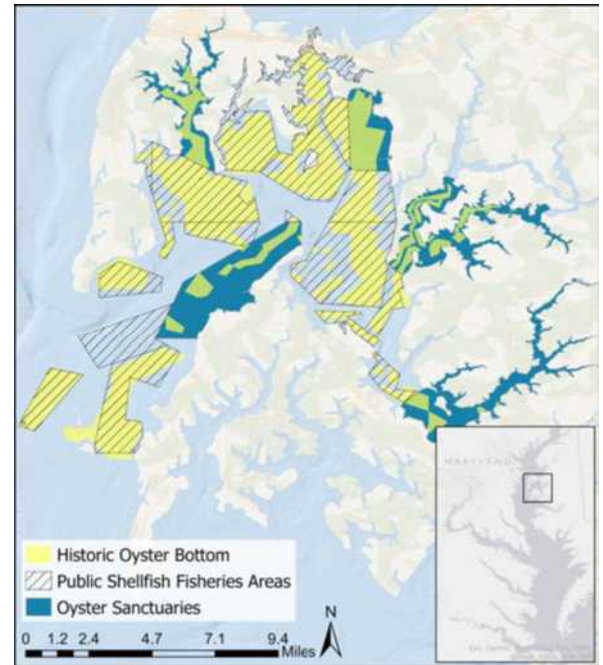 MARYLAND
Historic Oyster Bottom
Public Shellfish Fisheries Areas
Oyster Sanctuaries
N
0 1.2 2.4 4.7 7.1 9.4
Miles